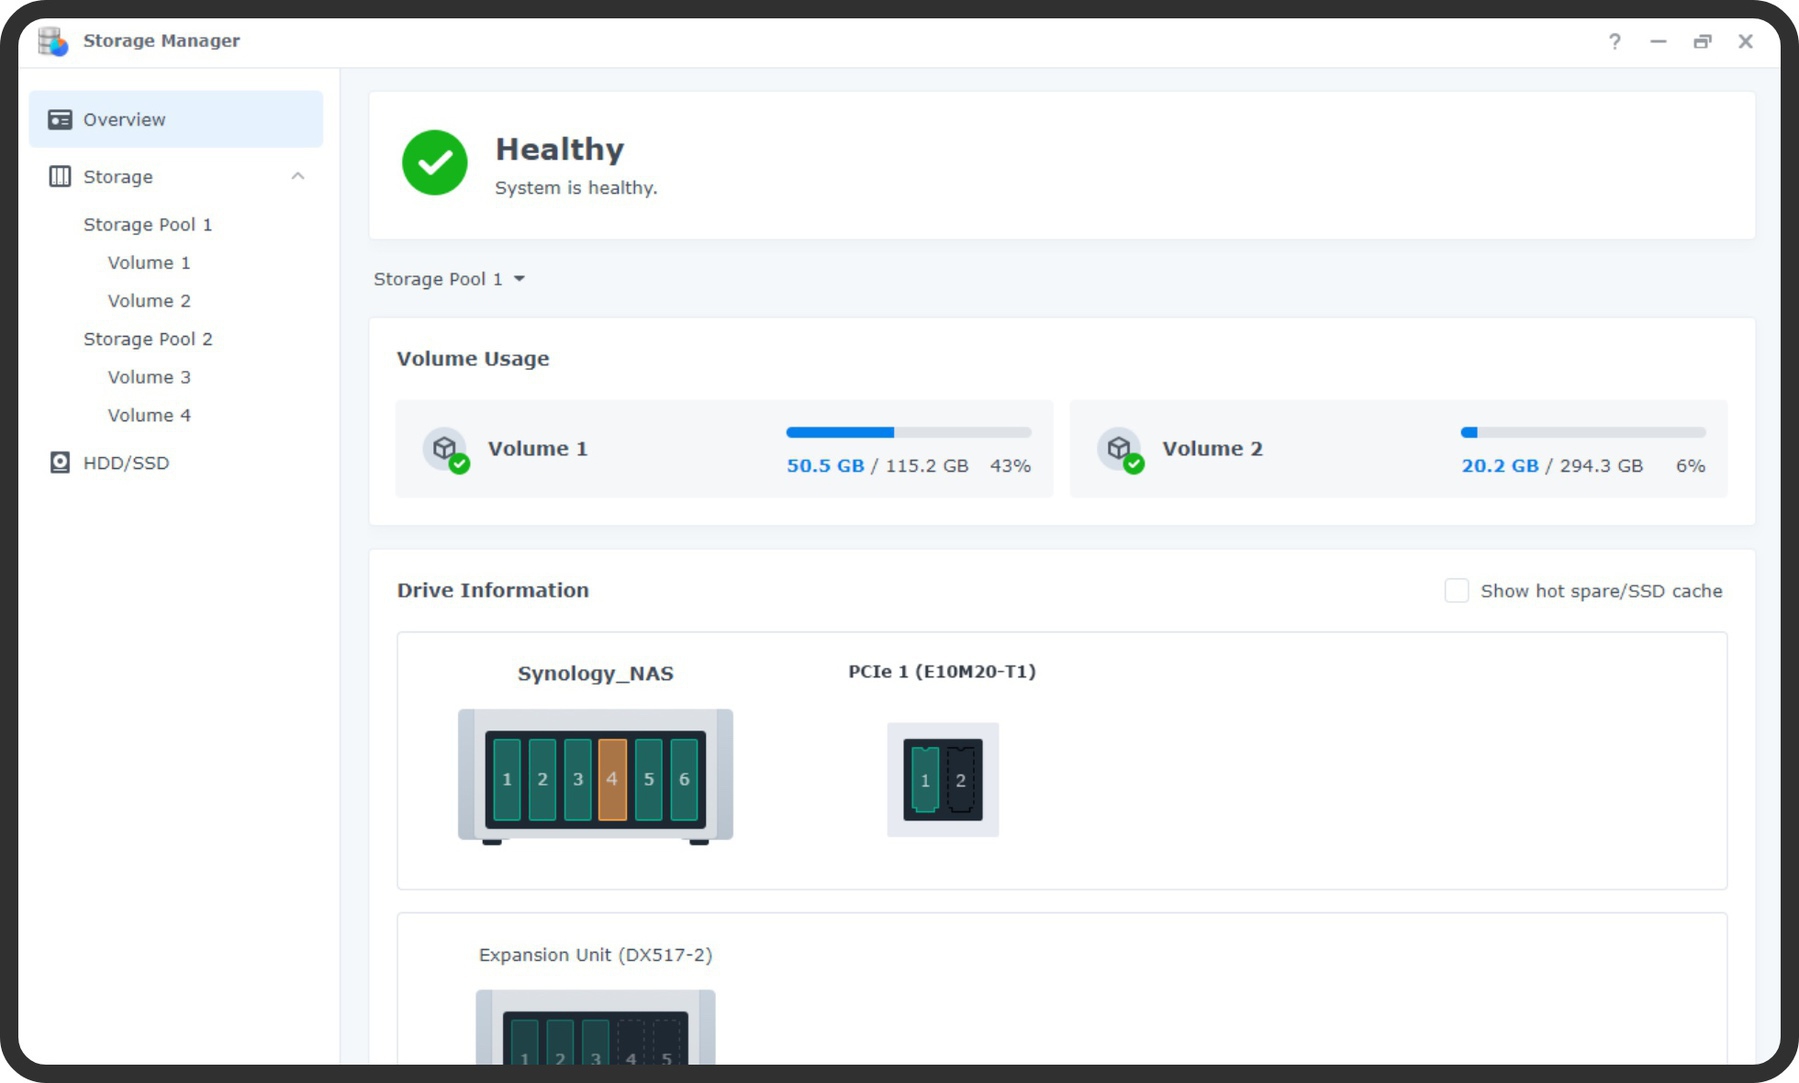 Storage Manager
Overview
Storage
Storage Pool 1
Volume 1
Volume 2
Storage Pool 2
Volume 3
Volume 4
HDD/SSD
Healthy
System is healthy.
Storage Pool 1
Volume Usage
Volume 1
50.5 GB / 115.2 GB 43%
Volume 2
20.2 GB / 294.3 GB 6%
Drive Information
Show hot spare/SSD cache
Synology_NAS
1 2 3 4 5 6
PCIe 1 (E10M20-T1)
1 2
Expansion Unit (DX517-2)
1 2 3 4 5